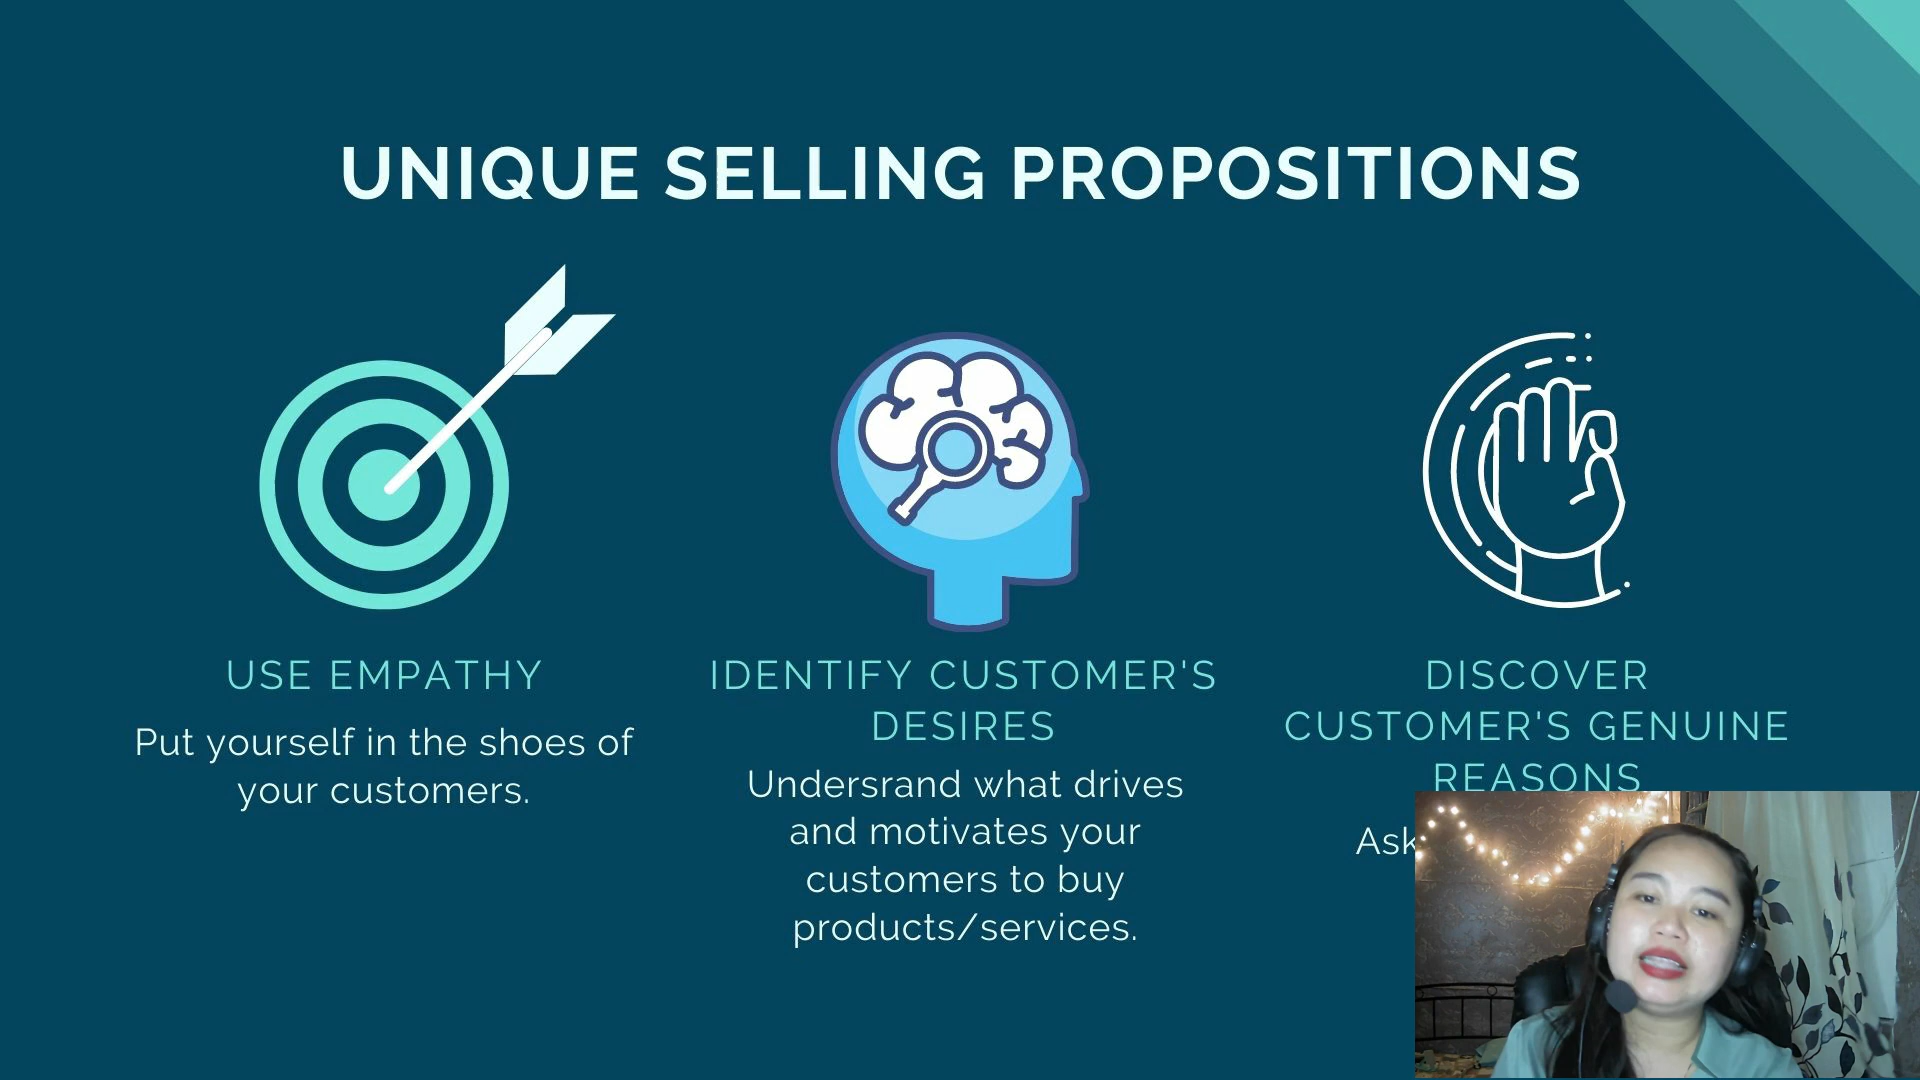 UNIQUE SELLING PROPOSITIONS
USE EMPATHY
Put yourself in the shoes of
your customers.
IDENTIFY CUSTOMER'S
DESIRES
Undersrand what drives
and motivates your
customers to buy
products/services.
DISCOVER
CUSTOMER'S GENUINE
REASONS
Ask